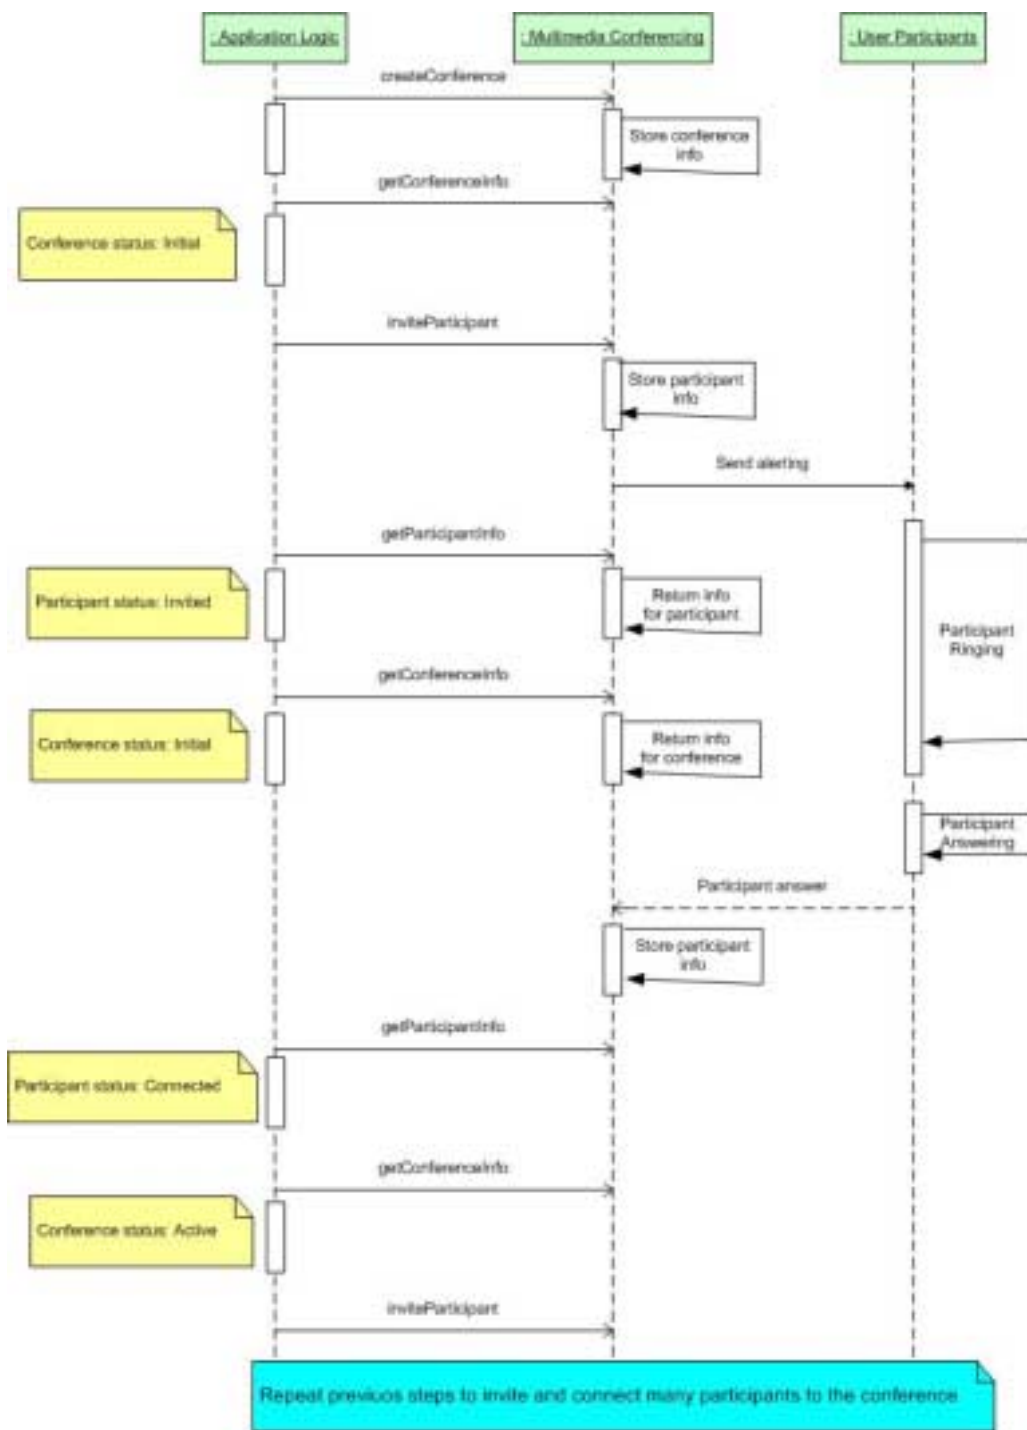 : Application Logic
: Multimedia Conferencing
: User Participants
createConference
Store conference
info
getConferenceInfo
Conference status: Initial
inviteParticipant
Store participant
info
Send alerting
getParticipantInfo
Participant status: Invited
Return info
for participant
Participant
Ringing
getConferenceInfo
Conference status: Initial
Return info
for conference
Participant
Answering
Participant answer
Store participant
info
getParticipantInfo
Participant status: Connected
getConferenceInfo
Conference status: Active
inviteParticipant
Repeat previuos steps to invite and connect many participants to the conference